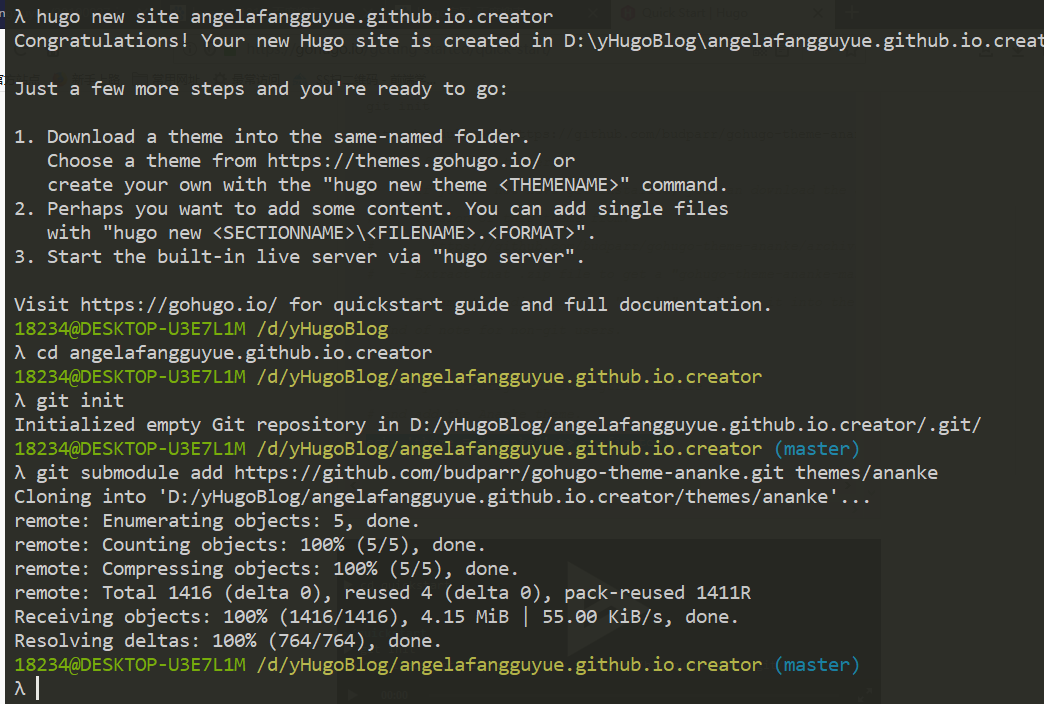 λ hugo new site angelafangguyue.github.io.creator
Congratulations! Your new Hugo site is created in D:\yHugoBlog\angelafangguyue.github.io.creat
Just a few more steps and you're ready to go:
1. Download a theme into the same-named folder.
Choose a theme from https://themes.gohugo.io/ or
create your own with the "hugo new theme <THEMENAME>" command.
2. Perhaps you want to add some content. You can add single files
with "hugo new <SECTIONNAME>\<FILENAME>.<FORMAT>".
3. Start the built-in live server via "hugo server".
Visit https://gohugo.io/ for quickstart guide and full documentation.
18234@DESKTOP-U3E7L1M /d/yHugoBlog
λ cd angelafangguyue.github.io.creator
18234@DESKTOP-U3E7L1M /d/yHugoBlog/angelafangguyue.github.io.creator
λ git init
Initialized empty Git repository in D:/yHugoBlog/angelafangguyue.github.io.creator/.git/
18234@DESKTOP-U3E7L1M /d/yHugoBlog/angelafangguyue.github.io.creator (master)
λ git submodule add https://github.com/budparr/gohugo-theme-ananke.git themes/ananke
Cloning into 'D:/yHugoBlog/angelafangguyue.github.io.creator/themes/ananke'...
remote: Enumerating objects: 5, done.
remote: Counting objects: 100% (5/5), done.
remote: Compressing objects: 100% (5/5), done.
remote: Total 1416 (delta 0), reused 4 (delta 0), pack-reused 1411R
Receiving objects: 100% (1416/1416), 4.15 MiB | 55.00 KiB/s, done.
Resolving deltas: 100% (764/764), done.
18234@DESKTOP-U3E7L1M /d/yHugoBlog/angelafangguyue.github.io.creator (master)
λ